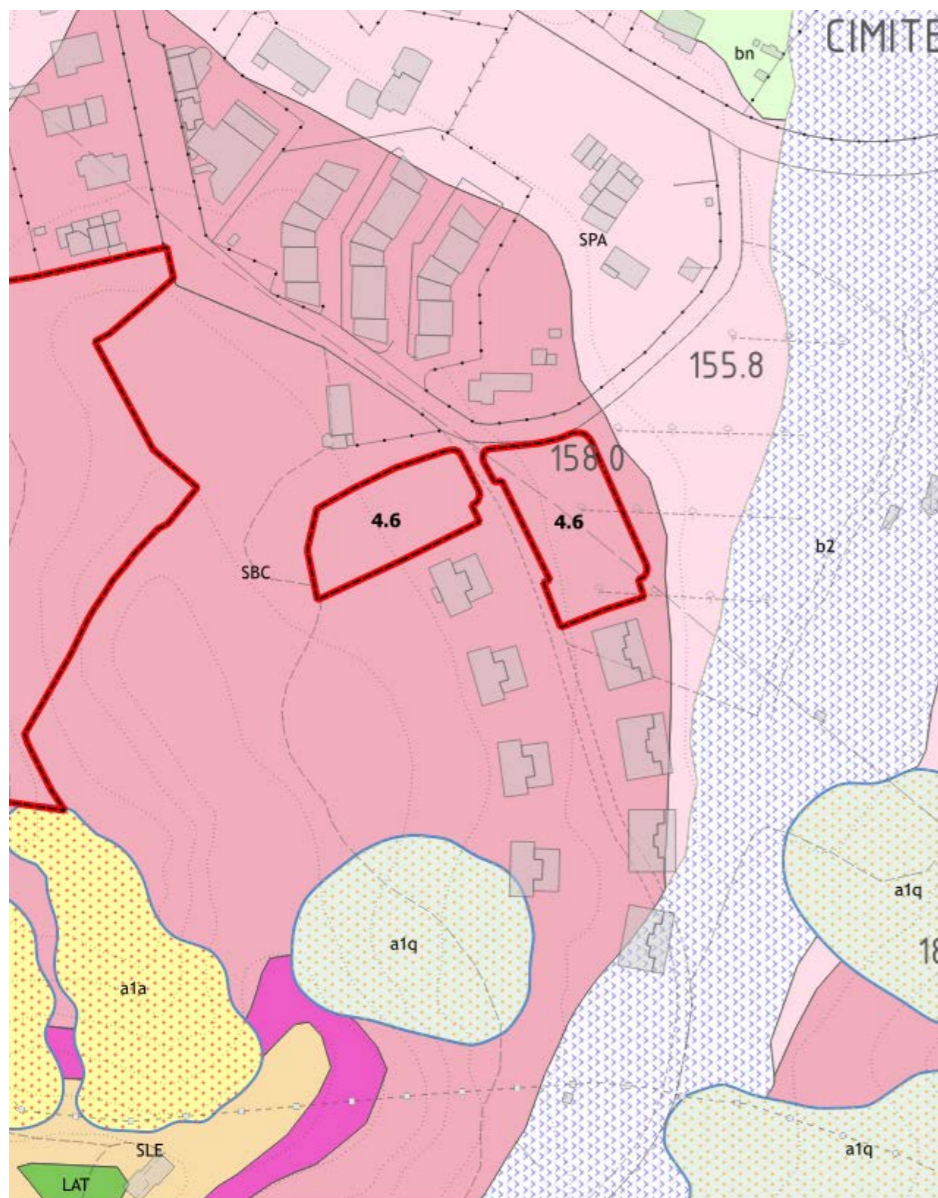 CIMITE
bn
SPA
155.8
158.0
4.6
4.6
b2
SBC
a1q
a1q
18
a1a
SLE
a1q
LAT